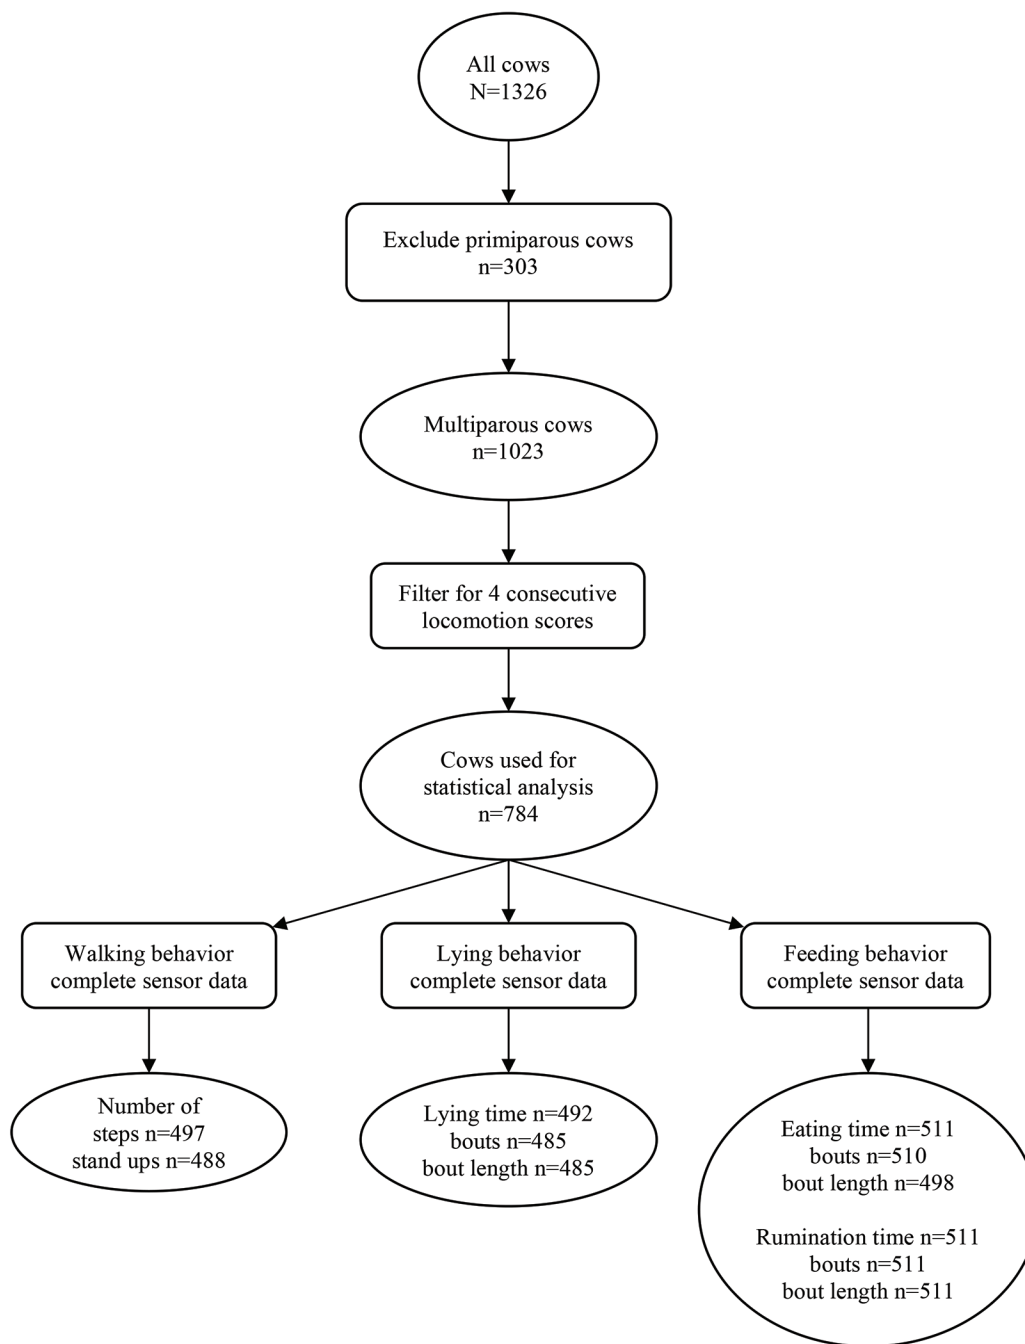 All cows
N=1326
Exclude primiparous cows
n=303
Multiparous cows
n=1023
Filter for 4 consecutive
locomotion scores
Cows used for
statistical analysis
n=784
Walking behavior
complete sensor data
Lying behavior
complete sensor data
Feeding behavior
complete sensor data
Number of
steps n=497
stand ups n=488
Lying time n=492
bouts n=485
bout length n=485
Eating time n=511
bouts n=510
bout length n=498
Rumination time n=511
bouts n=511
bout length n=511